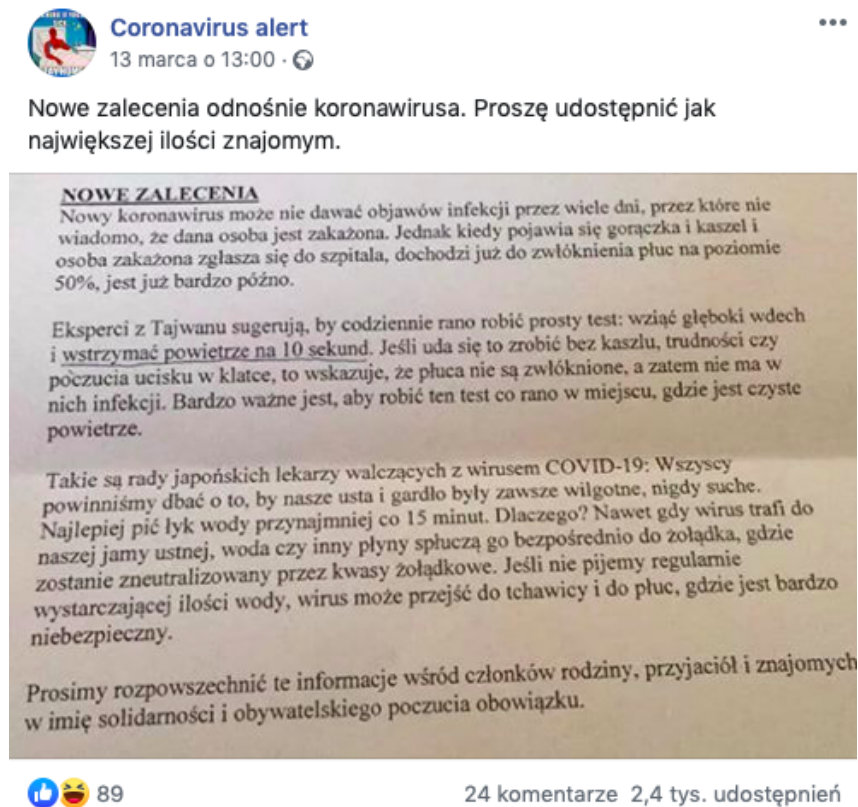 Coronavirus alert
13 marca o 13:00 ·
Nowe zalecenia odnośnie koronawirusa. Proszę udostępnić jak
największej ilości znajomym.
NOWE ZALECENIA
Nowy koronawirus może nie dawać objawów infekcji przez wiele dni, przez które nie
wiadomo, że dana osoba jest zakażona. Jednak kiedy pojawia się gorączka i kaszel i
osoba zakażona zgłasza się do szpitala, dochodzi już do zwłóknienia płuc na poziomie
50%, jest już bardzo późno.
Eksperci z Tajwanu sugerują, by codziennie rano robić prosty test: wziąć głęboki wdech
i wstrzymać powietrze na 10 sekund. Jeśli uda się to zrobić bez kaszlu, trudności czy
poczucia ucisku w klatce, to wskazuje, że płuca nie są zwłóknione, a zatem nie ma w
nich infekcji. Bardzo ważne jest, aby robić ten test co rano w miejscu, gdzie jest czyste
powietrze.
Takie są rady japońskich lekarzy walczących z wirusem COVID-19: Wszyscy
powinniśmy dbać o to, by nasze usta i gardło były zawsze wilgotne, nigdy suche.
Najlepiej pić łyk wody przynajmniej co 15 minut. Dlaczego? Nawet gdy wirus trafi do
naszej jamy ustnej, woda czy inny płyny spłuczą go bezpośrednio do żołądka, gdzie
zostanie zneutralizowany przez kwasy żołądkowe. Jeśli nie pijemy regularnie
wystarczającej ilości wody, wirus może przejść do tchawicy i do płuc, gdzie jest bardzo
niebezpieczny.
Prosimy rozpowszechnić te informacje wśród członków rodziny, przyjaciół i znajomych
w imię solidarności i obywatelskiego poczucia obowiązku.
89
24 komentarze 2,4 tys. udostępnień